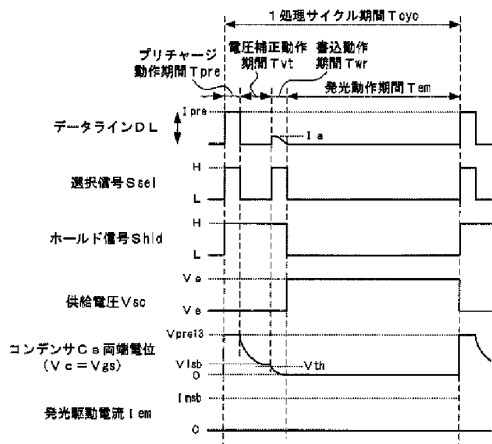 1処理サイクル期間Tcyc
プリチャージ 電圧補正動作 書込動作
動作期間Tpre 期間Tvt 期間Twr
発光動作期間Tem
Ipre
データラインDL
Ia
H
選択信号Ssel
L
H
ホールド信号Shld
L
Ve
供給電圧Vsc
Vs
Vpre13
コンデンサCs両端電位
(Vc=Vgs)
Vlsb
Vth
0
Imsb
発光駆動電流Iem
0